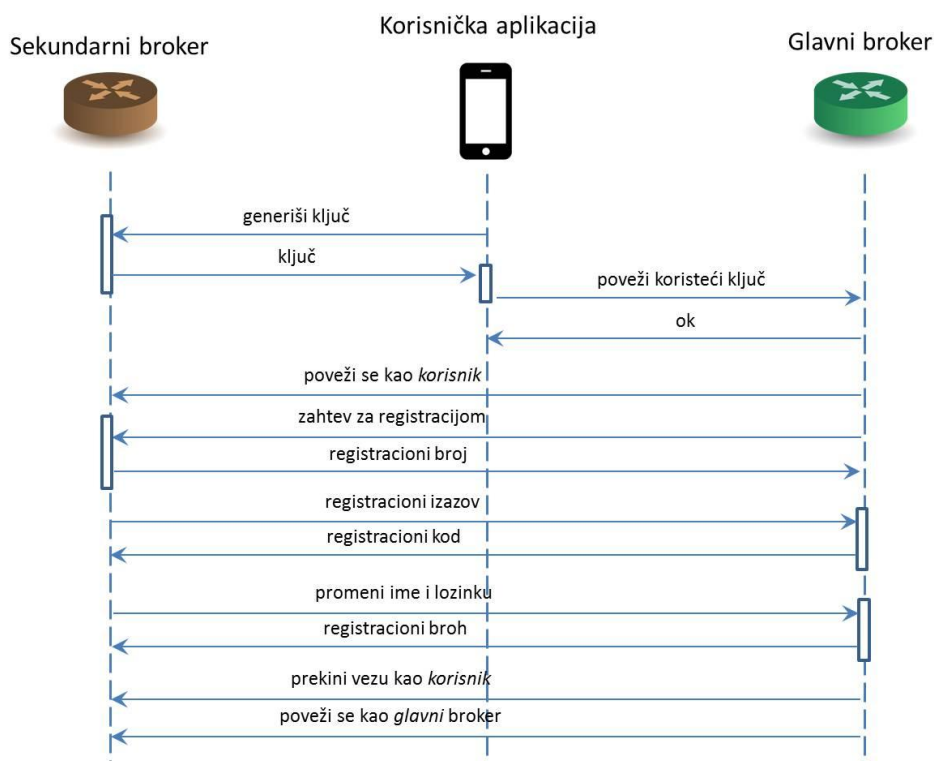 Sekundarni broker
Korisnička aplikacija
Glavni broker
generiši ključ
ključ
poveži koristeći ključ
ok
poveži se kao korisnik
zahtev za registracijom
registracioni broj
registracioni izazov
registracioni kod
promeni ime i lozinku
registracioni broh
prekini vezu kao korisnik
poveži se kao glavni broker